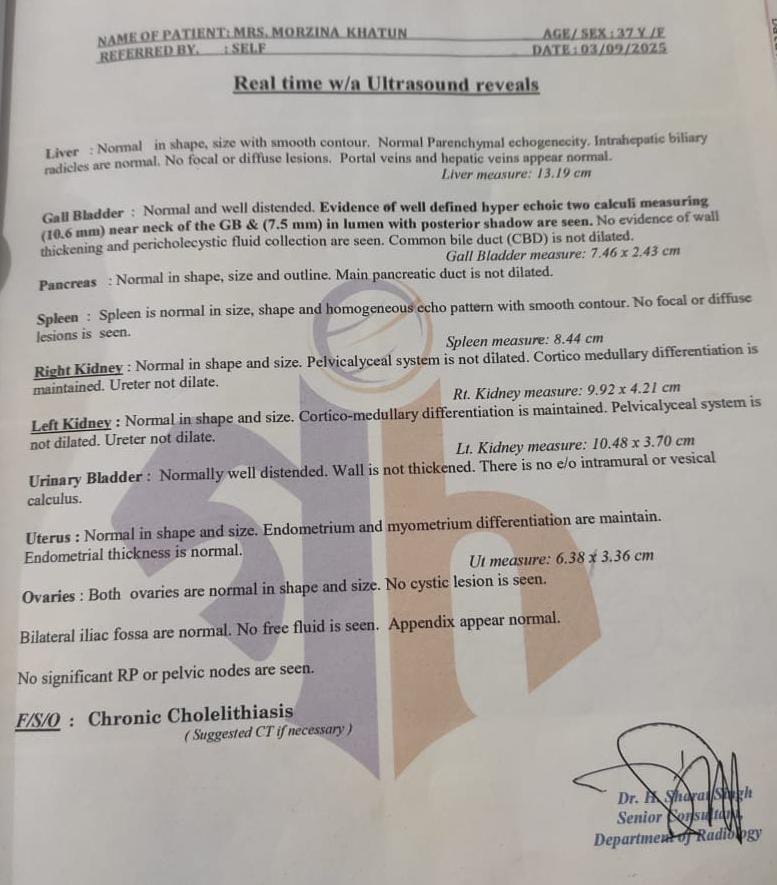 NAME OF PATIENT: MRS. MORZINA KHATUN AGE/ SEX : 37 Y /F
REFERRED BY. : SELF DATE : 03/09/2025
Real time w/a Ultrasound reveals
Liver : Normal in shape, size with smooth contour. Normal Parenchymal echogenecity. Intrahepatic biliary
radicles are normal. No focal or diffuse lesions. Portal veins and hepatic veins appear normal.
Liver measure: 13.19 cm
Gall Bladder : Normal and well distended. Evidence of well defined hyper echoic two calculi measuring
(10.6 mm) near neck of the GB & (7.5 mm) in lumen with posterior shadow are seen. No evidence of wall
thickening and pericholecystic fluid collection are seen. Common bile duct (CBD) is not dilated.
Gall Bladder measure: 7.46 x 2.43 cm
Pancreas : Normal in shape, size and outline. Main pancreatic duct is not dilated.
Spleen : Spleen is normal in size, shape and homogeneous echo pattern with smooth contour. No focal or diffuse
lesions is seen.
Spleen measure: 8.44 cm
Right Kidney : Normal in shape and size. Pelvicalyceal system is not dilated. Cortico medullary differentiation is
maintained. Ureter not dilate.
Rt. Kidney measure: 9.92 x 4.21 cm
Left Kidney : Normal in shape and size. Cortico-medullary differentiation is maintained. Pelvicalyceal system is
not dilated. Ureter not dilate.
Lt. Kidney measure: 10.48 x 3.70 cm
Urinary Bladder : Normally well distended. Wall is not thickened. There is no e/o intramural or vesical
calculus.
Uterus : Normal in shape and size. Endometrium and myometrium differentiation are maintain.
Endometrial thickness is normal.
Ut measure: 6.38 x 3.36 cm
Ovaries : Both ovaries are normal in shape and size. No cystic lesion is seen.
Bilateral iliac fossa are normal. No free fluid is seen. Appendix appear normal.
No significant RP or pelvic nodes are seen.
F/S/O : Chronic Cholelithiasis
( Suggested CT if necessary )
Dr. H. Sharat Singh
Senior Consultant,
Department of Radiology